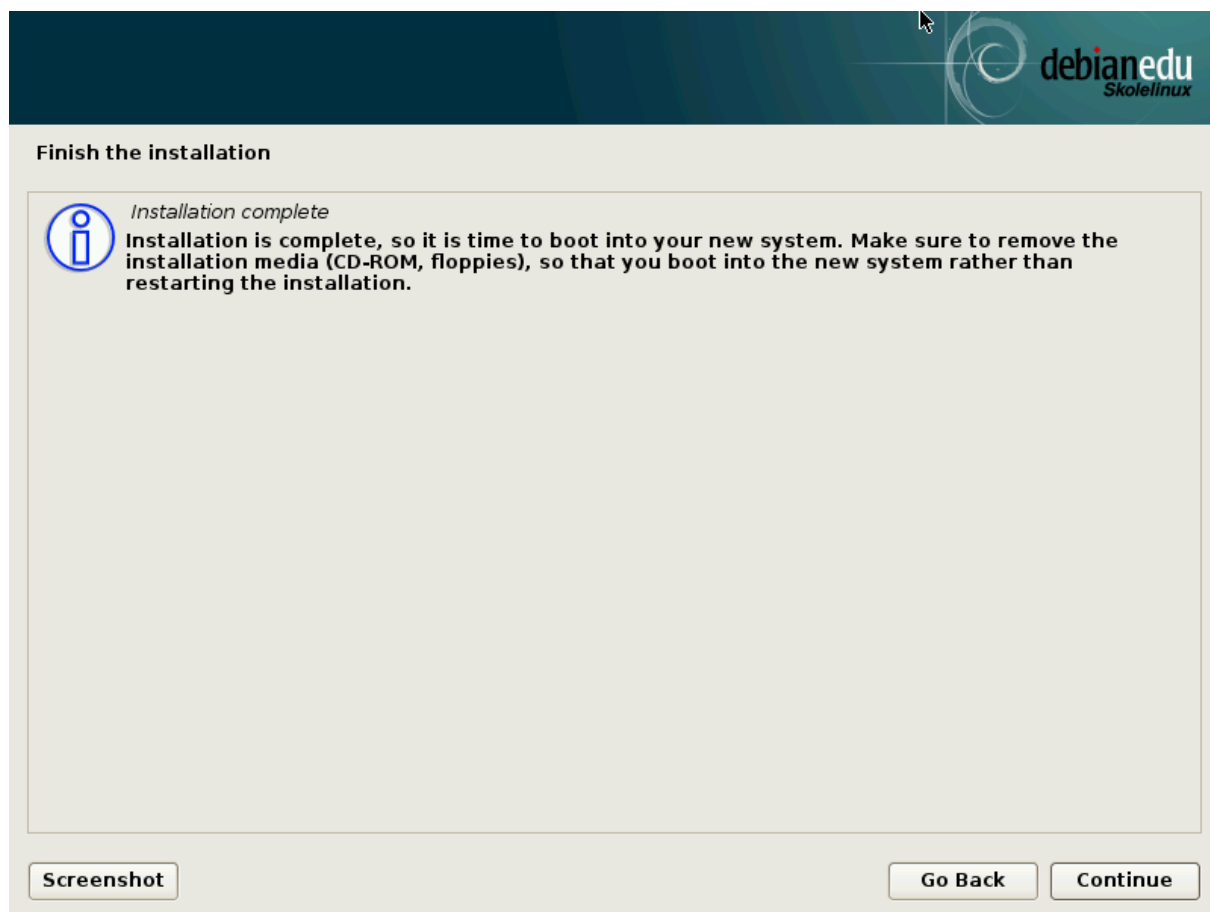 debianedu
Skolelinux
Finish the installation
Installation complete
Installation is complete, so it is time to boot into your new system. Make sure to remove the
installation media (CD-ROM, floppies), so that you boot into the new system rather than
restarting the installation.
Screenshot
Go Back
Continue